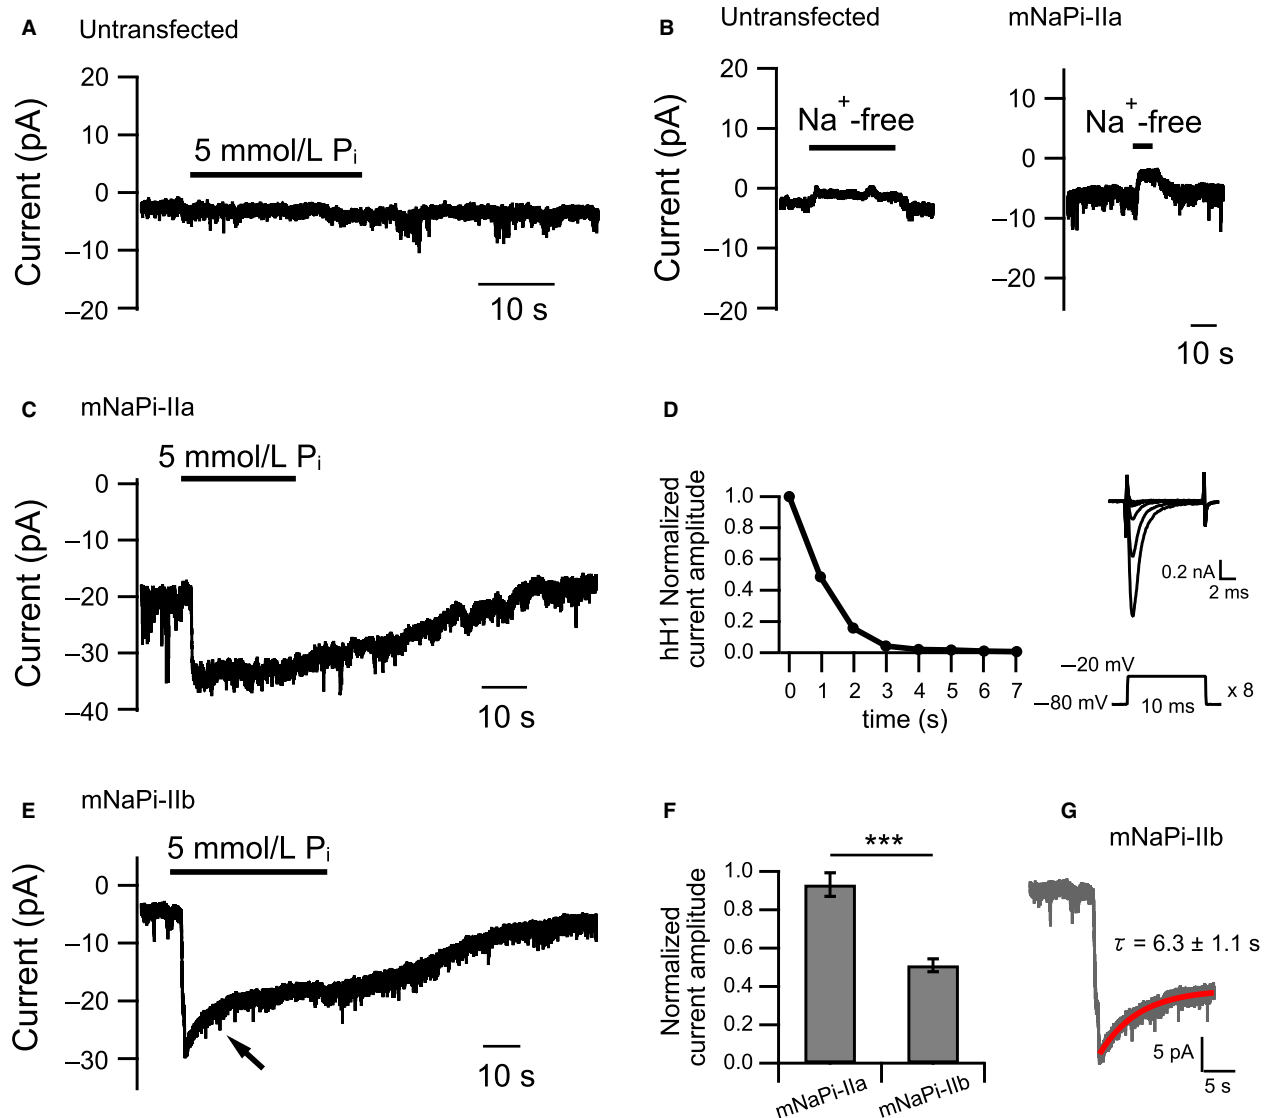 A
Untransfected
Current (pA)
20
10
0
–10
–20
5 mmol/L Pi
10 s
B
Untransfected
mNaPi-IIa
Current (pA)
20
10
0
–10
–20
Na+-free
10
0
–10
–20
Na+-free
10 s
C
mNaPi-IIa
5 mmol/L Pi
Current (pA)
0
–10
–20
–30
–40
10 s
D
hH1 Normalized
current amplitude
1.0
0.8
0.6
0.4
0.2
0.0
0 1 2 3 4 5 6 7
time (s)
0.2 nA
2 ms
–20 mV
–80 mV
10 ms
x 8
E
mNaPi-IIb
5 mmol/L Pi
Current (pA)
0
–10
–20
–30
10 s
F
Normalized
current amplitude
1.0
0.8
0.6
0.4
0.2
0.0
***
mNaPi-IIa
mNaPi-IIb
G
mNaPi-IIb
τ = 6.3 ± 1.1 s
5 pA
5 s